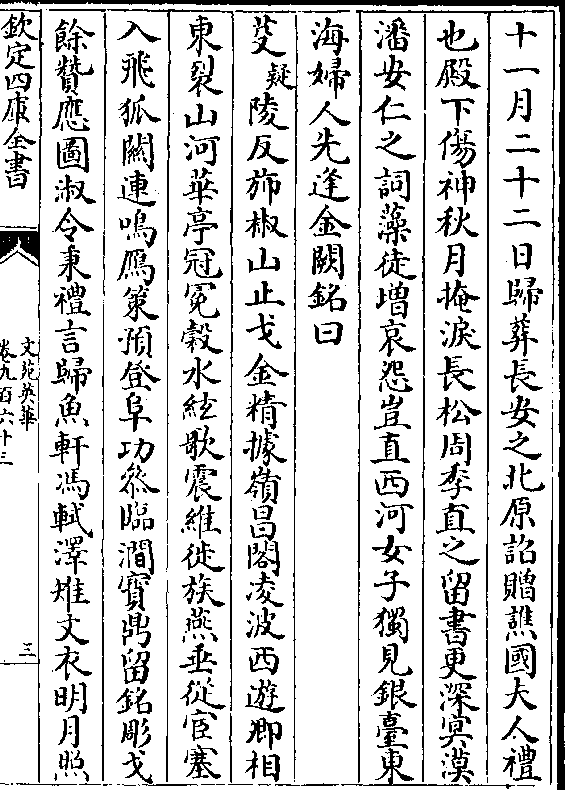 十一月二十二日歸葬長安之北原詔贈譙國夫人禮
也殿下傷神秋月掩淚長松周季直之留書更深冥漠
潘安仁之詞藻徒増哀怨豈直西河女子獨見銀臺東
海婦人先逢金闕銘曰
芟疑陵反斾椒山止戈金精據嶺昌閣凌波西遊卿相
東裂山河華亭冠冕穀水絃歌震維徙族燕垂從宦塞
入飛狐關連鳴鴈策預登阜功叅臨澗寳鼎留銘彫戈
餘贊應圖淑令秉禮言歸魚軒馮軾澤雉文衣明月照
欽定四庫全書
文苑英華
卷九百六十三
三